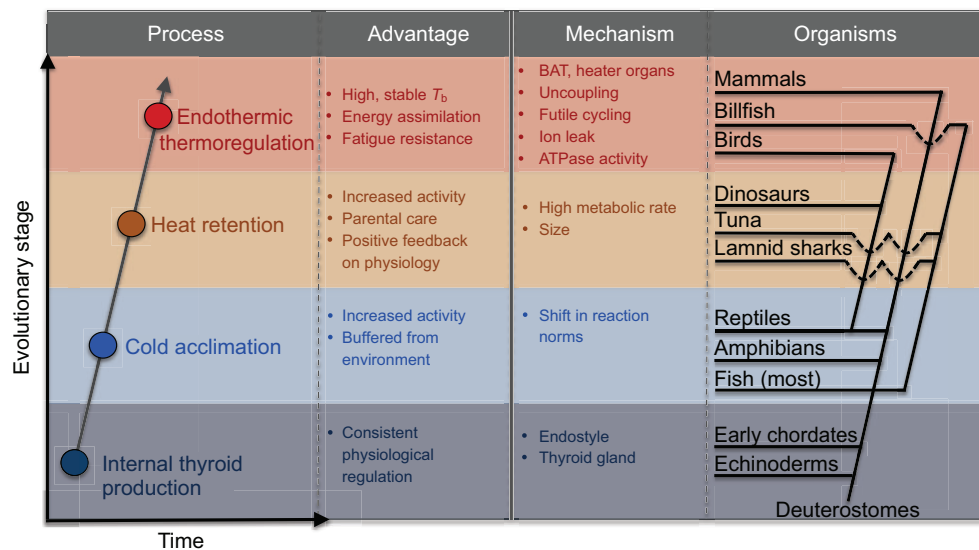 Process
Advantage
Mechanism
Organisms
Evolutionary stage
Time
Endothermic
thermoregulation
• High, stable Tb
• Energy assimilation
• Fatigue resistance
• BAT, heater organs
• Uncoupling
• Futile cycling
• Ion leak
• ATPase activity
Mammals
Billfish
Birds
Heat retention
• Increased activity
• Parental care
• Positive feedback
on physiology
• High metabolic rate
• Size
Dinosaurs
Tuna
Lamnid sharks
Cold acclimation
• Increased activity
• Buffered from
environment
• Shift in reaction
norms
Reptiles
Amphibians
Fish (most)
Internal thyroid
production
• Consistent
physiological
regulation
• Endostyle
• Thyroid gland
Early chordates
Echinoderms
Deuterostomes